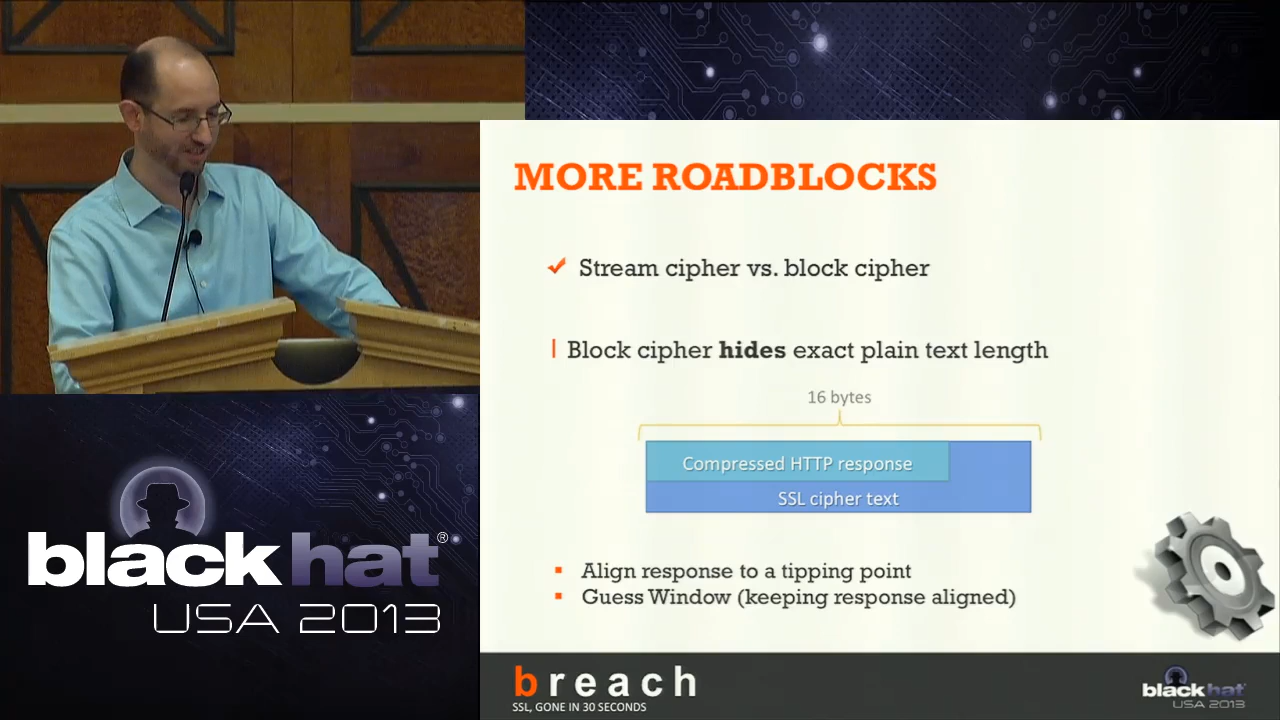 MORE ROADBLOCKS
Stream cipher vs. block cipher
Block cipher hides exact plain text length
16 bytes
Compressed HTTP response
SSL cipher text
Align response to a tipping point
Guess Window (keeping response aligned)
breach
SSL, GONE IN 30 SECONDS
black hat
USA 2013
black hat®
USA 2013